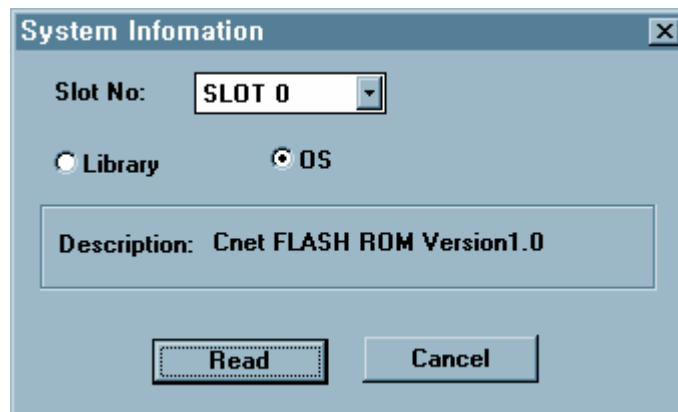 System Infomation
Slot No: SLOT 0
Library OS
Description: Cnet FLASH ROM Version1.0
Read Cancel